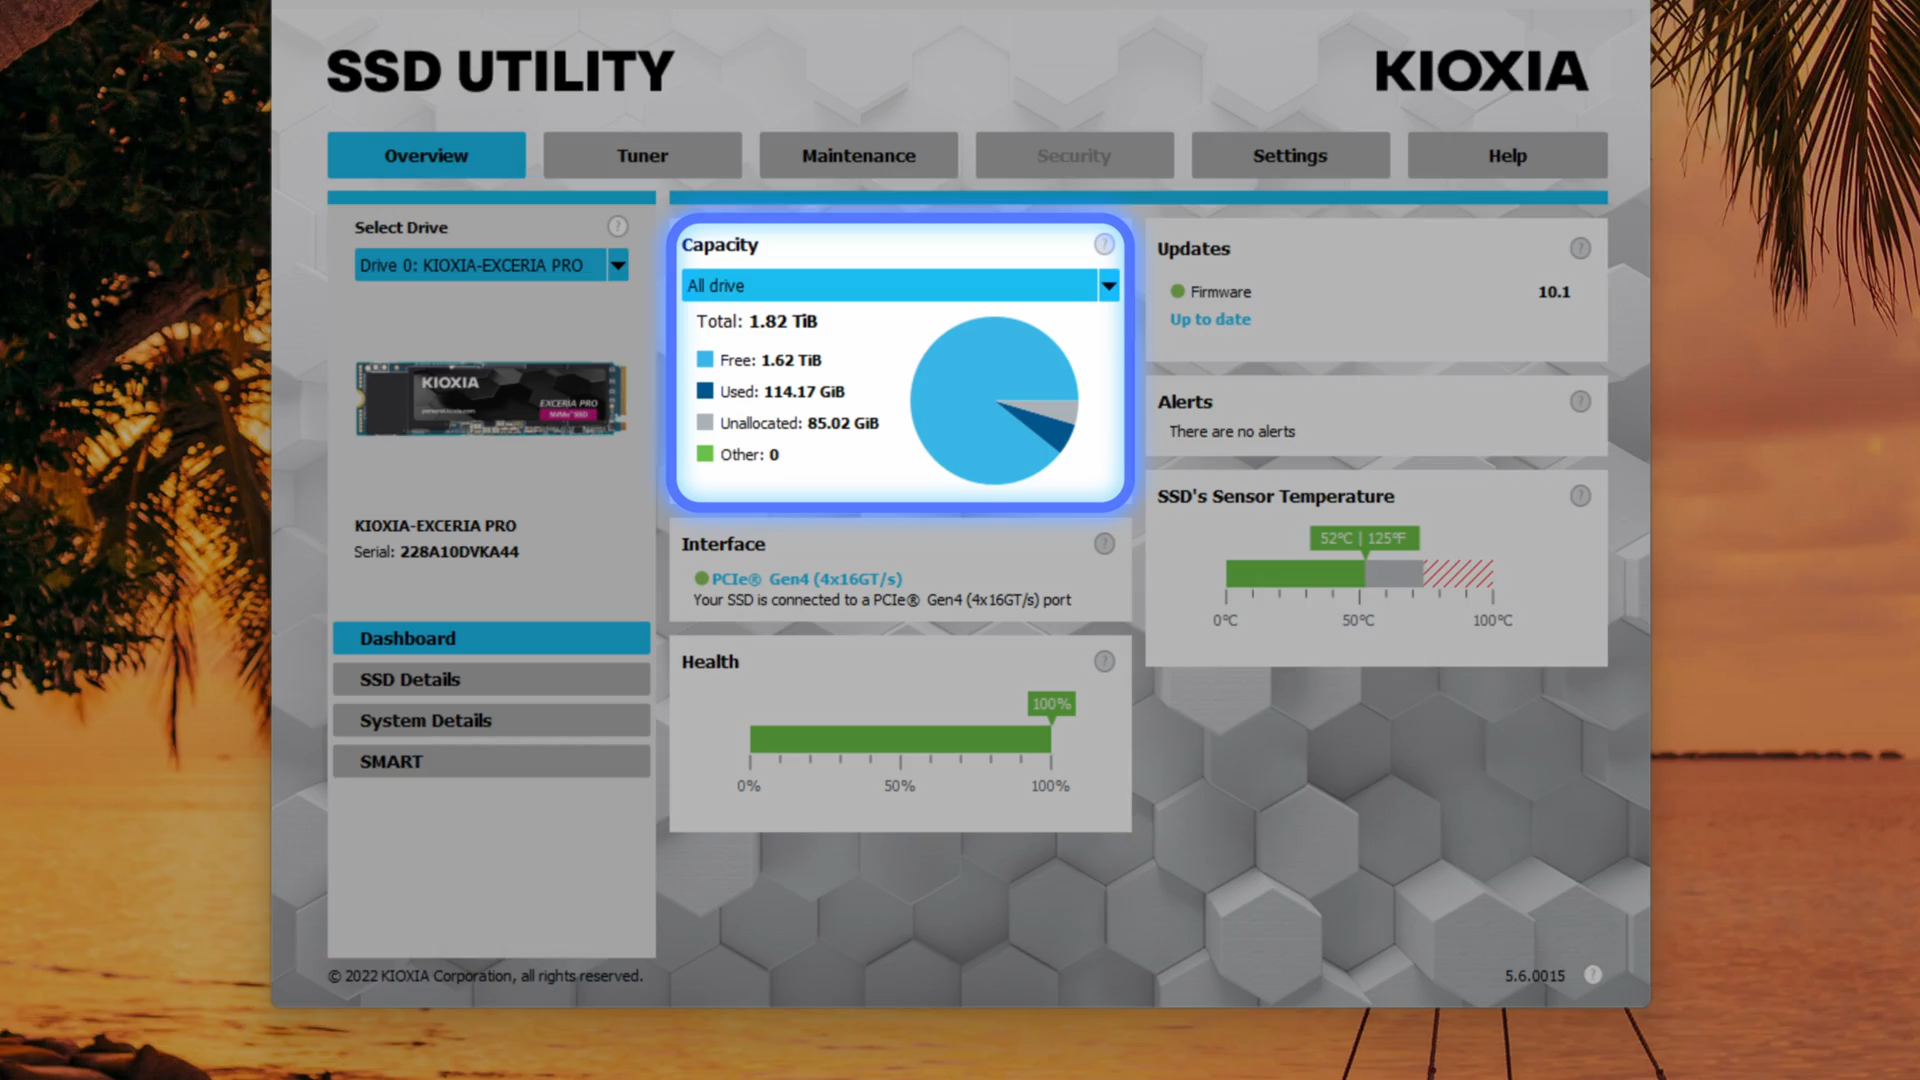 SSD UTILITY
KIOXIA
Overview
Tuner
Maintenance
Security
Settings
Help
Select Drive
?
Drive 0: KIOXIA-EXCERIA PRO
KIOXIA
EXCERIA PRO
NVMe™ SSD
KIOXIA-EXCERIA PRO
Serial: 228A10DVKA44
Dashboard
SSD Details
System Details
SMART
Capacity
?
All drive
Total: 1.82 TiB
Free: 1.62 TiB
Used: 114.17 GiB
Unallocated: 85.02 GiB
Other: 0
Interface
?
PCIe® Gen4 (4x16GT/s)
Your SSD is connected to a PCIe® Gen4 (4x16GT/s) port
Health
?
100%
0%
50%
100%
Updates
?
Firmware
10.1
Up to date
Alerts
?
There are no alerts
SSD's Sensor Temperature
?
52°C | 125°F
0°C
50°C
100°C
© 2022 KIOXIA Corporation, all rights reserved.
5.6.0015
?